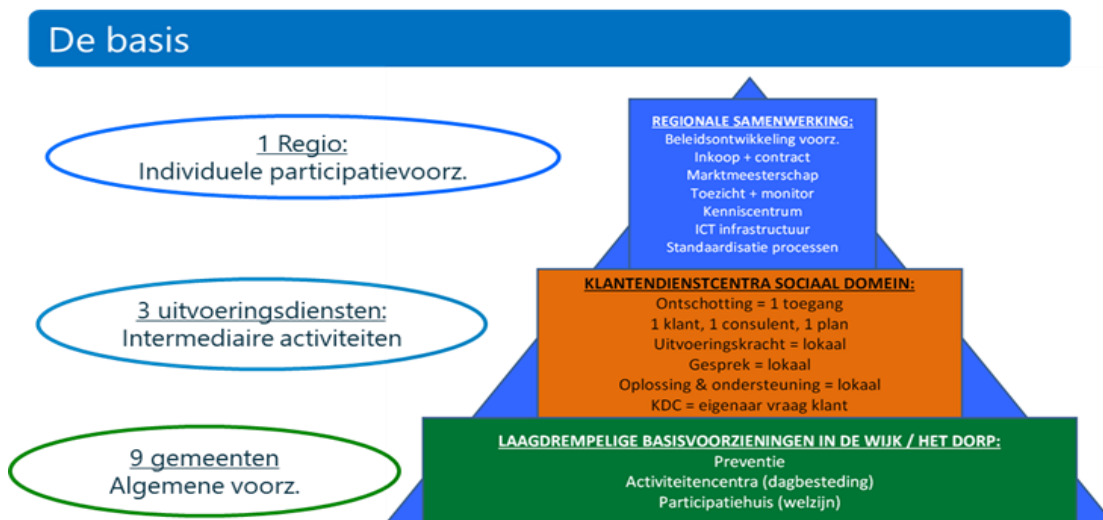 De basis
1 Regio:
Individuele participatievoorz.
REGIONALE SAMENWERKING:
Beleidsontwikkeling voorz.
Inkoop + contract
Marktmeesterschap
Toezicht + monitor
Kenniscentrum
ICT infrastructuur
Standaardisatie processen
3 uitvoeringsdiensten:
Intermediaire activiteiten
KLANTENDIENSTCENTRA SOCIAAL DOMEIN:
Ontschotting = 1 toegang
1 klant, 1 consulent, 1 plan
Uitvoeringskracht = lokaal
Gesprek = lokaal
Oplossing & ondersteuning = lokaal
KDC = eigenaar vraag klant
9 gemeenten
Algemene voorz.
LAAGDREMPELIGE BASISVOORZIENINGEN IN DE WIJK / HET DORP:
Preventie
Activiteitencentra (dagbesteding)
Participatiehuis (welzijn)